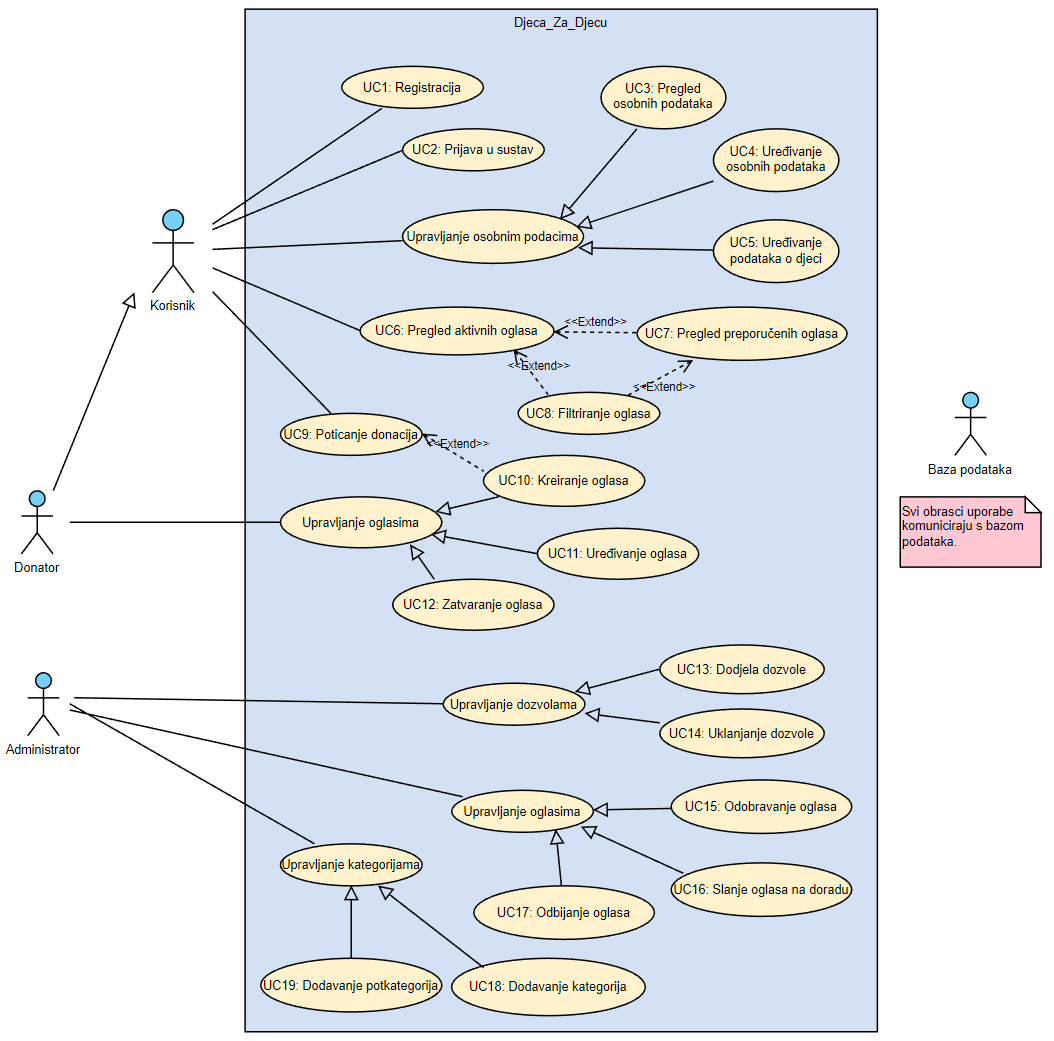 Djeca_Za_Djecu
UC1: Registracija
UC3: Pregled
osobnih podataka
UC2: Prijava u sustav
UC4: Uređivanje
osobnih podataka
Korisnik
Upravljanje osobnim podacima
UC5: Uređivanje
podataka o djeci
UC6: Pregled aktivnih oglasa
<<Extend>>
UC7: Pregled preporučenih oglasa
<<Extend>>
<<Extend>>
UC8: Filtriranje oglasa
UC9: Poticanje donacija
<<Extend>>
UC10: Kreiranje oglasa
Baza podataka
Svi obrasci uporabe
komuniciraju s bazom
podataka.
Donator
Upravljanje oglasima
UC11: Uređivanje oglasa
UC12: Zatvaranje oglasa
Administrator
UC13: Dodjela dozvole
Upravljanje dozvolama
UC14: Uklanjanje dozvole
Upravljanje oglasima
UC15: Odobravanje oglasa
Upravljanje kategorijama
UC16: Slanje oglasa na doradu
UC17: Odbijanje oglasa
UC19: Dodavanje potkategorija
UC18: Dodavanje kategorija